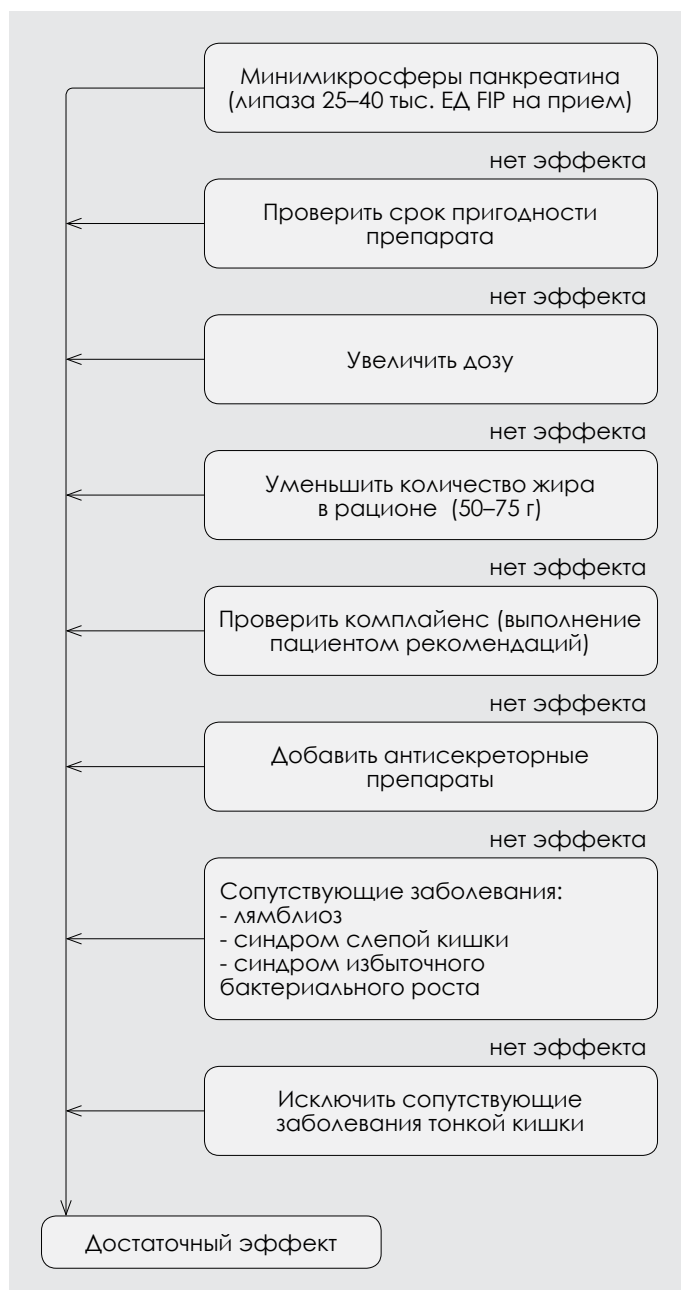 Минимикросферы панкреатина
(липаза 25–40 тыс. ЕД FIP на прием)
нет эффекта
Проверить срок пригодности
препарата
нет эффекта
Увеличить дозу
нет эффекта
Уменьшить количество жира
в рационе (50–75 г)
нет эффекта
Проверить комплайенс (выполнение
пациентом рекомендаций)
нет эффекта
Добавить антисекреторные
препараты
нет эффекта
Сопутствующие заболевания:
- лямблиоз
- синдром слепой кишки
- синдром избыточного
бактериального роста
нет эффекта
Исключить сопутствующие
заболевания тонкой кишки
Достаточный эффект